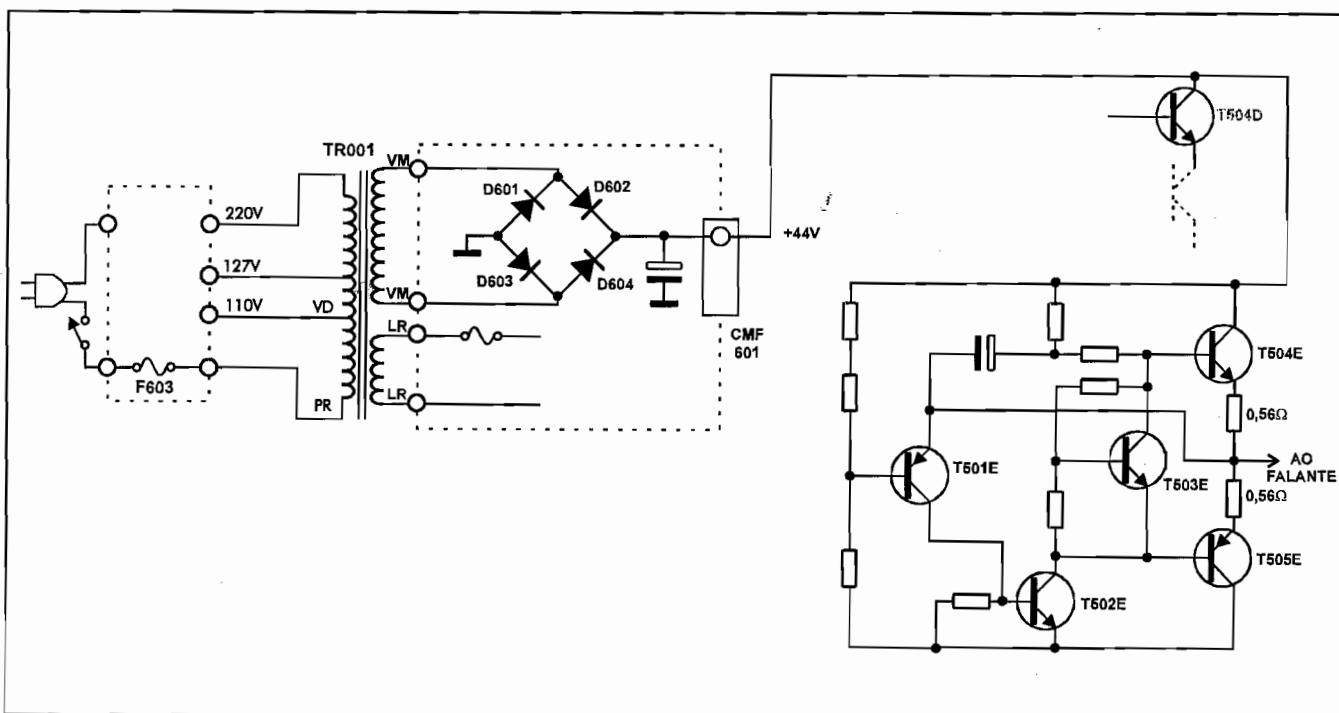 TR001
220V
127V
110V
F603
VD
PR
VM
VM
LR
LR
D601
D602
D603
D604
+44V
CMF
601
T504D
T504E
0,56Ω
AO
FALANTE
0,56Ω
T501E
T503E
T505E
T502E